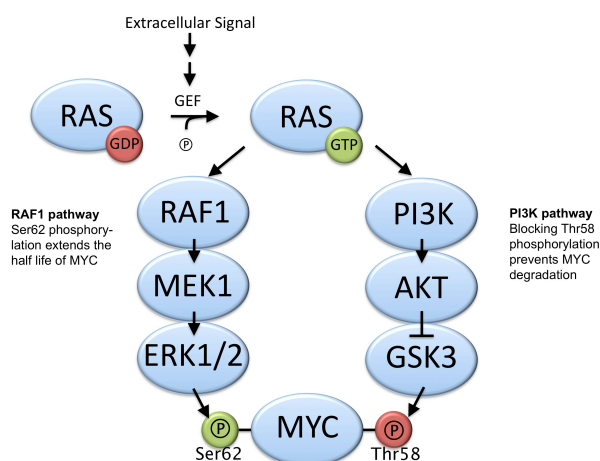 Extracellular Signal
GEF
RAS
GDP
P
RAS
GTP
RAF1 pathway
Ser62 phosphory-
lation extends the
half life of MYC
RAF1
MEK1
ERK1/2
PI3K
AKT
GSK3
PI3K pathway
Blocking Thr58
phosphorylation
prevents MYC
degradation
P
MYC
P
Ser62
Thr58